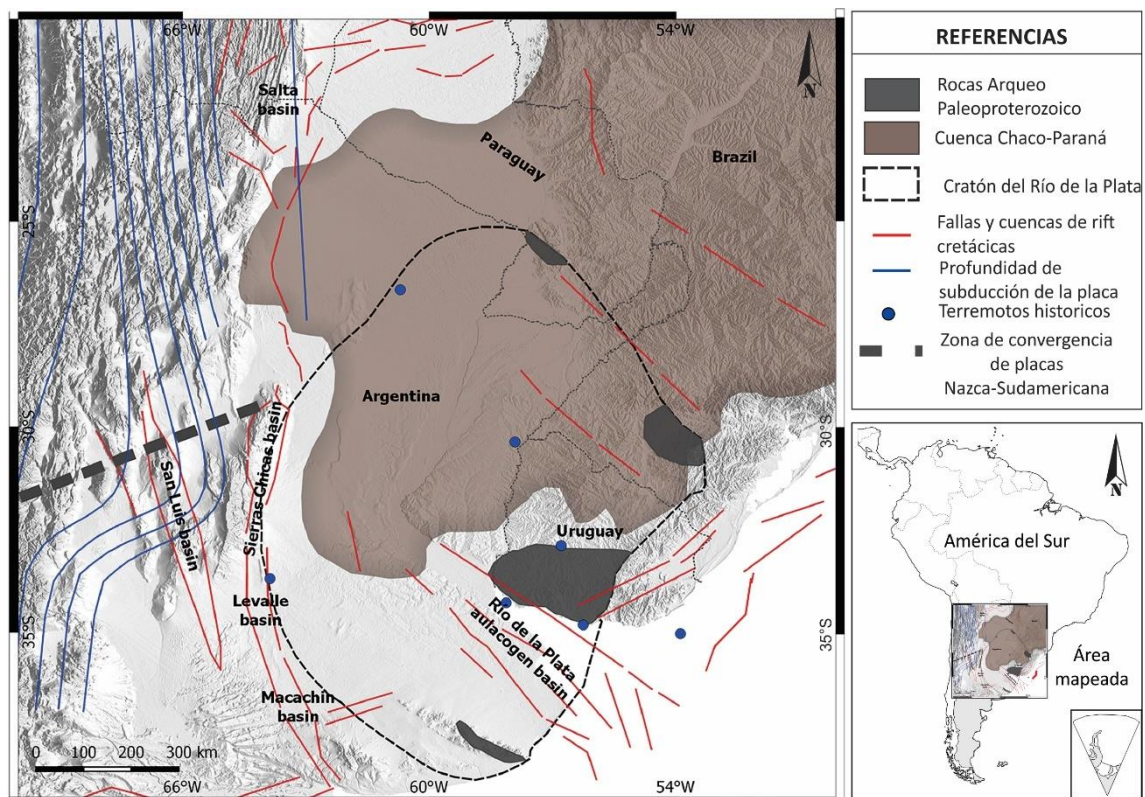 66°W
60°W
54°W
N
Salta
basin
Paraguay
Brazil
25°S
25°S
Argentina
30°S
30°S
Sierras Chicas basin
San Luis basin
Uruguay
Levalle
basin
Río de la Plata
aulacogen basin
35°S
35°S
Macachín
basin
0 100 200 300 km
66°W
60°W
54°W
REFERENCIAS
Rocas Arqueo
Paleoproterozoico
Cuenca Chaco-Paraná
Cratón del Río de la Plata
Fallas y cuencas de rift
cretácicas
Profundidad de
subducción de la placa
Terremotos historicos
Zona de convergencia
de placas
Nazca-Sudamericana
N
América del Sur
Área
mapeada